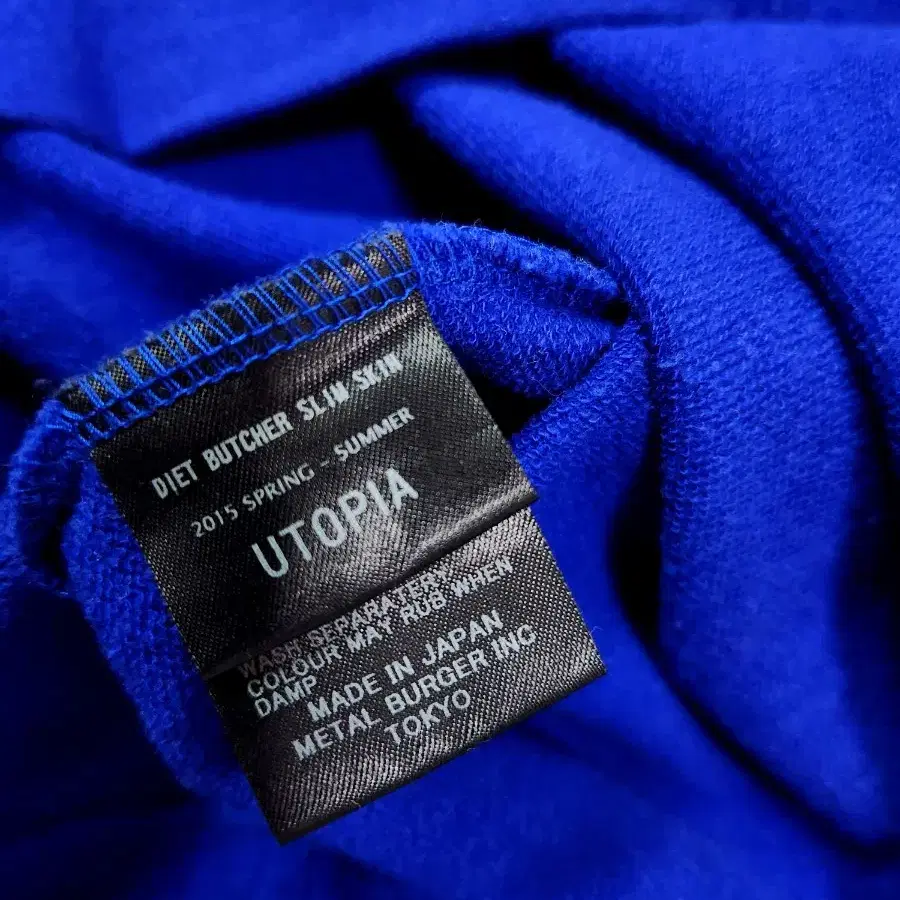 DIET BUTCHER SLIM SKIN
2015 SPRING - SUMMER
UTOPIA
WASH SEPARATERY
COLOUR MAY RUB WHEN
DAMP
MADE IN JAPAN
METAL BURGER INC
TOKYO